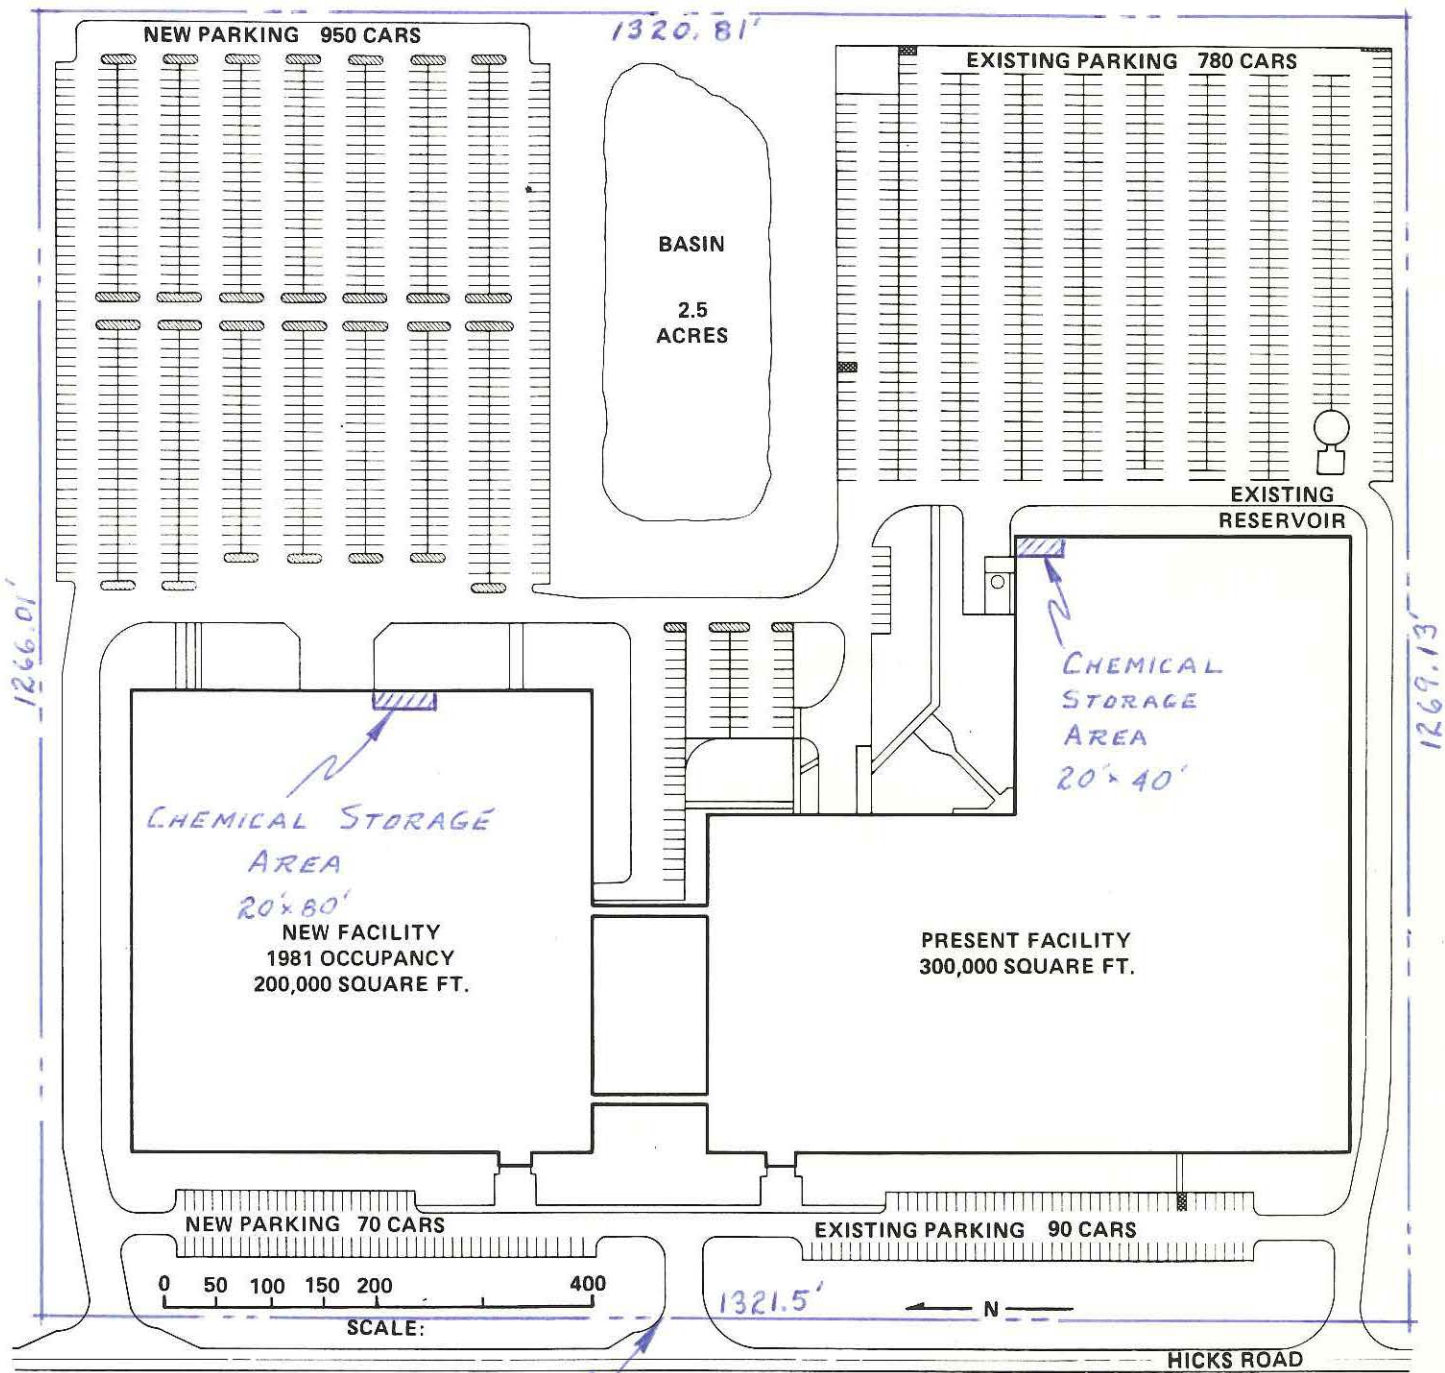 1320.81'
NEW PARKING 950 CARS
EXISTING PARKING 780 CARS
BASIN
2.5
ACRES
EXISTING
RESERVOIR
1266.01'
1269.13'
CHEMICAL
STORAGE
AREA
20' x 40'
CHEMICAL STORAGE
AREA
20' x 80'
NEW FACILITY
1981 OCCUPANCY
200,000 SQUARE FT.
PRESENT FACILITY
300,000 SQUARE FT.
NEW PARKING 70 CARS
EXISTING PARKING 90 CARS
0 50 100 150 200 400
SCALE:
1321.5'
N
HICKS ROAD